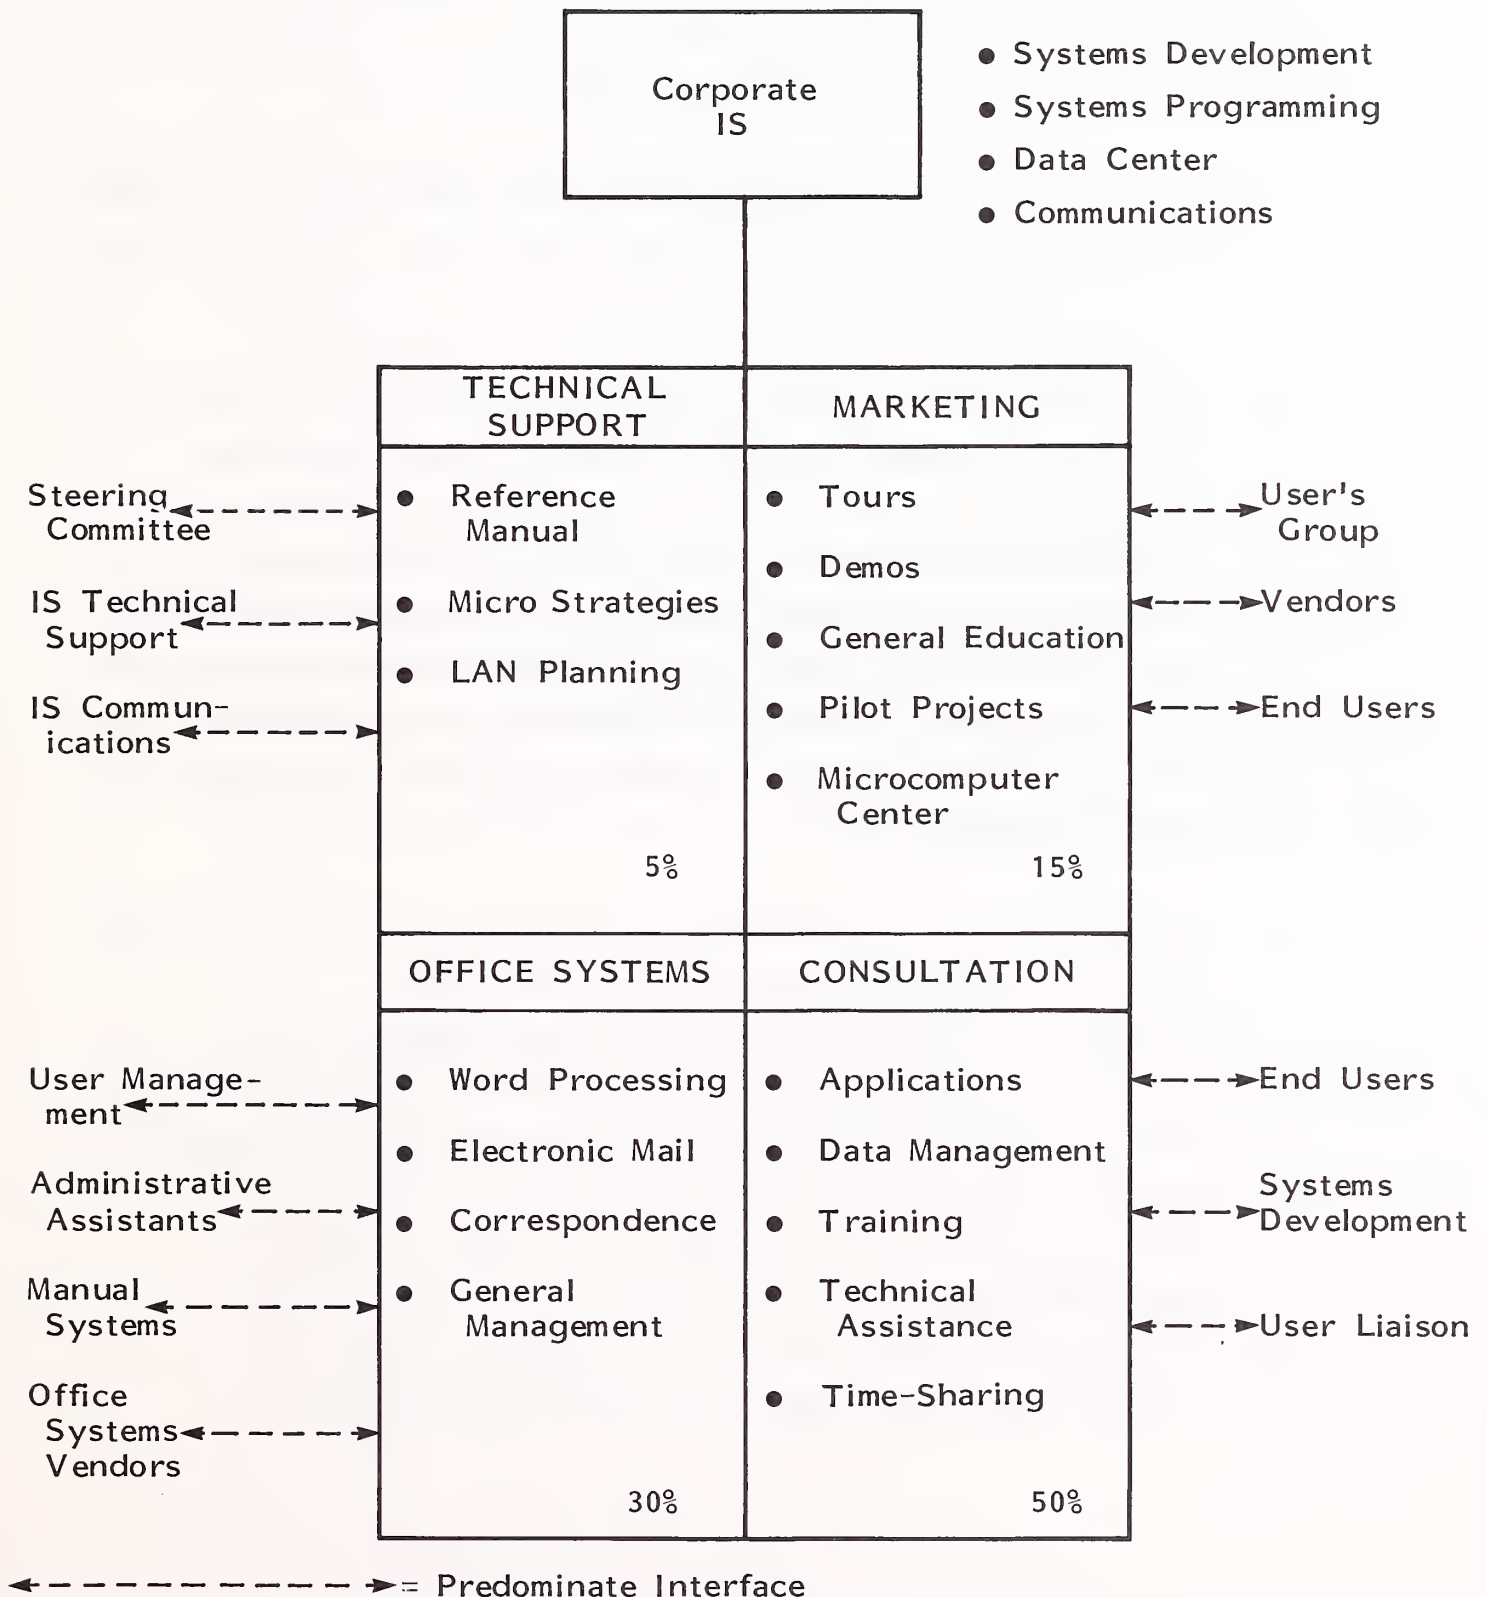 Corporate
IS
● Systems Development
● Systems Programming
● Data Center
● Communications
TECHNICAL
SUPPORT
MARKETING
Steering
Committee
IS Technical
Support
IS Commun-
ications
● Reference
Manual
● Micro Strategies
● LAN Planning
5%
● Tours
● Demos
● General Education
● Pilot Projects
● Microcomputer
Center
15%
User's
Group
Vendors
End Users
OFFICE SYSTEMS
CONSULTATION
User Manage-
ment
Administrative
Assistants
Manual
Systems
Office
Systems
Vendors
● Word Processing
● Electronic Mail
● Correspondence
● General
Management
30%
● Applications
● Data Management
● Training
● Technical
Assistance
● Time-Sharing
50%
End Users
Systems
Development
User Liaison
= Predominate Interface